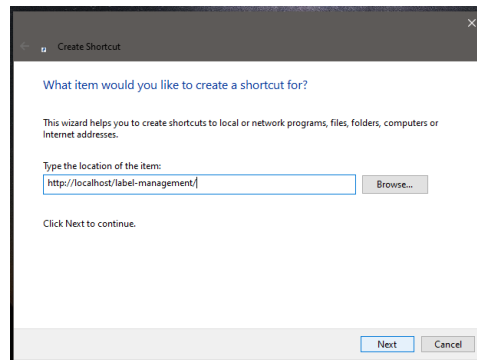 Create Shortcut
What item would you like to create a shortcut for?
This wizard helps you to create shortcuts to local or network programs, files, folders, computers or
Internet addresses.
Type the location of the item:
http://localhost/label-management/
Browse...
Click Next to continue.
Next
Cancel